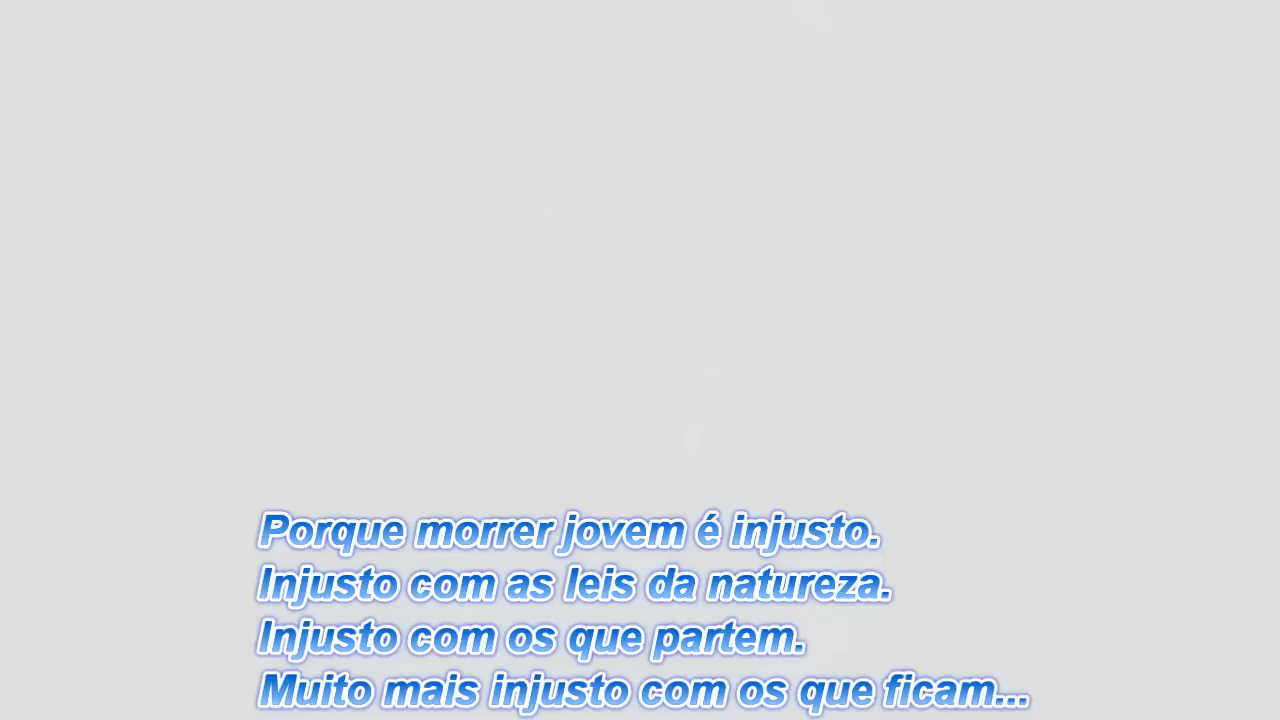 Porque morrer jovem é injusto.
Injusto com as leis da natureza.
Injusto com os que partem.
Muito mais injusto com os que ficam...